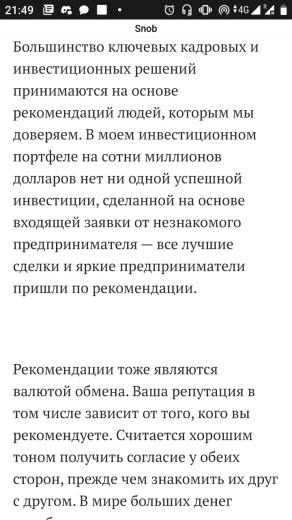 21:49
4G
Snob
Большинство ключевых кадровых и
инвестиционных решений
принимаются на основе
рекомендаций людей, которым мы
доверяем. В моем инвестиционном
портфеле на сотни миллионов
долларов нет ни одной успешной
инвестиции, сделанной на основе
входящей заявки от незнакомого
предпринимателя — все лучшие
сделки и яркие предприниматели
пришли по рекомендации.
Рекомендации тоже являются
валютой обмена. Ваша репутация в
том числе зависит от того, кого вы
рекомендуете. Считается хорошим
тоном получить согласие у обеих
сторон, прежде чем знакомить их друг
с другом. В мире больших денег